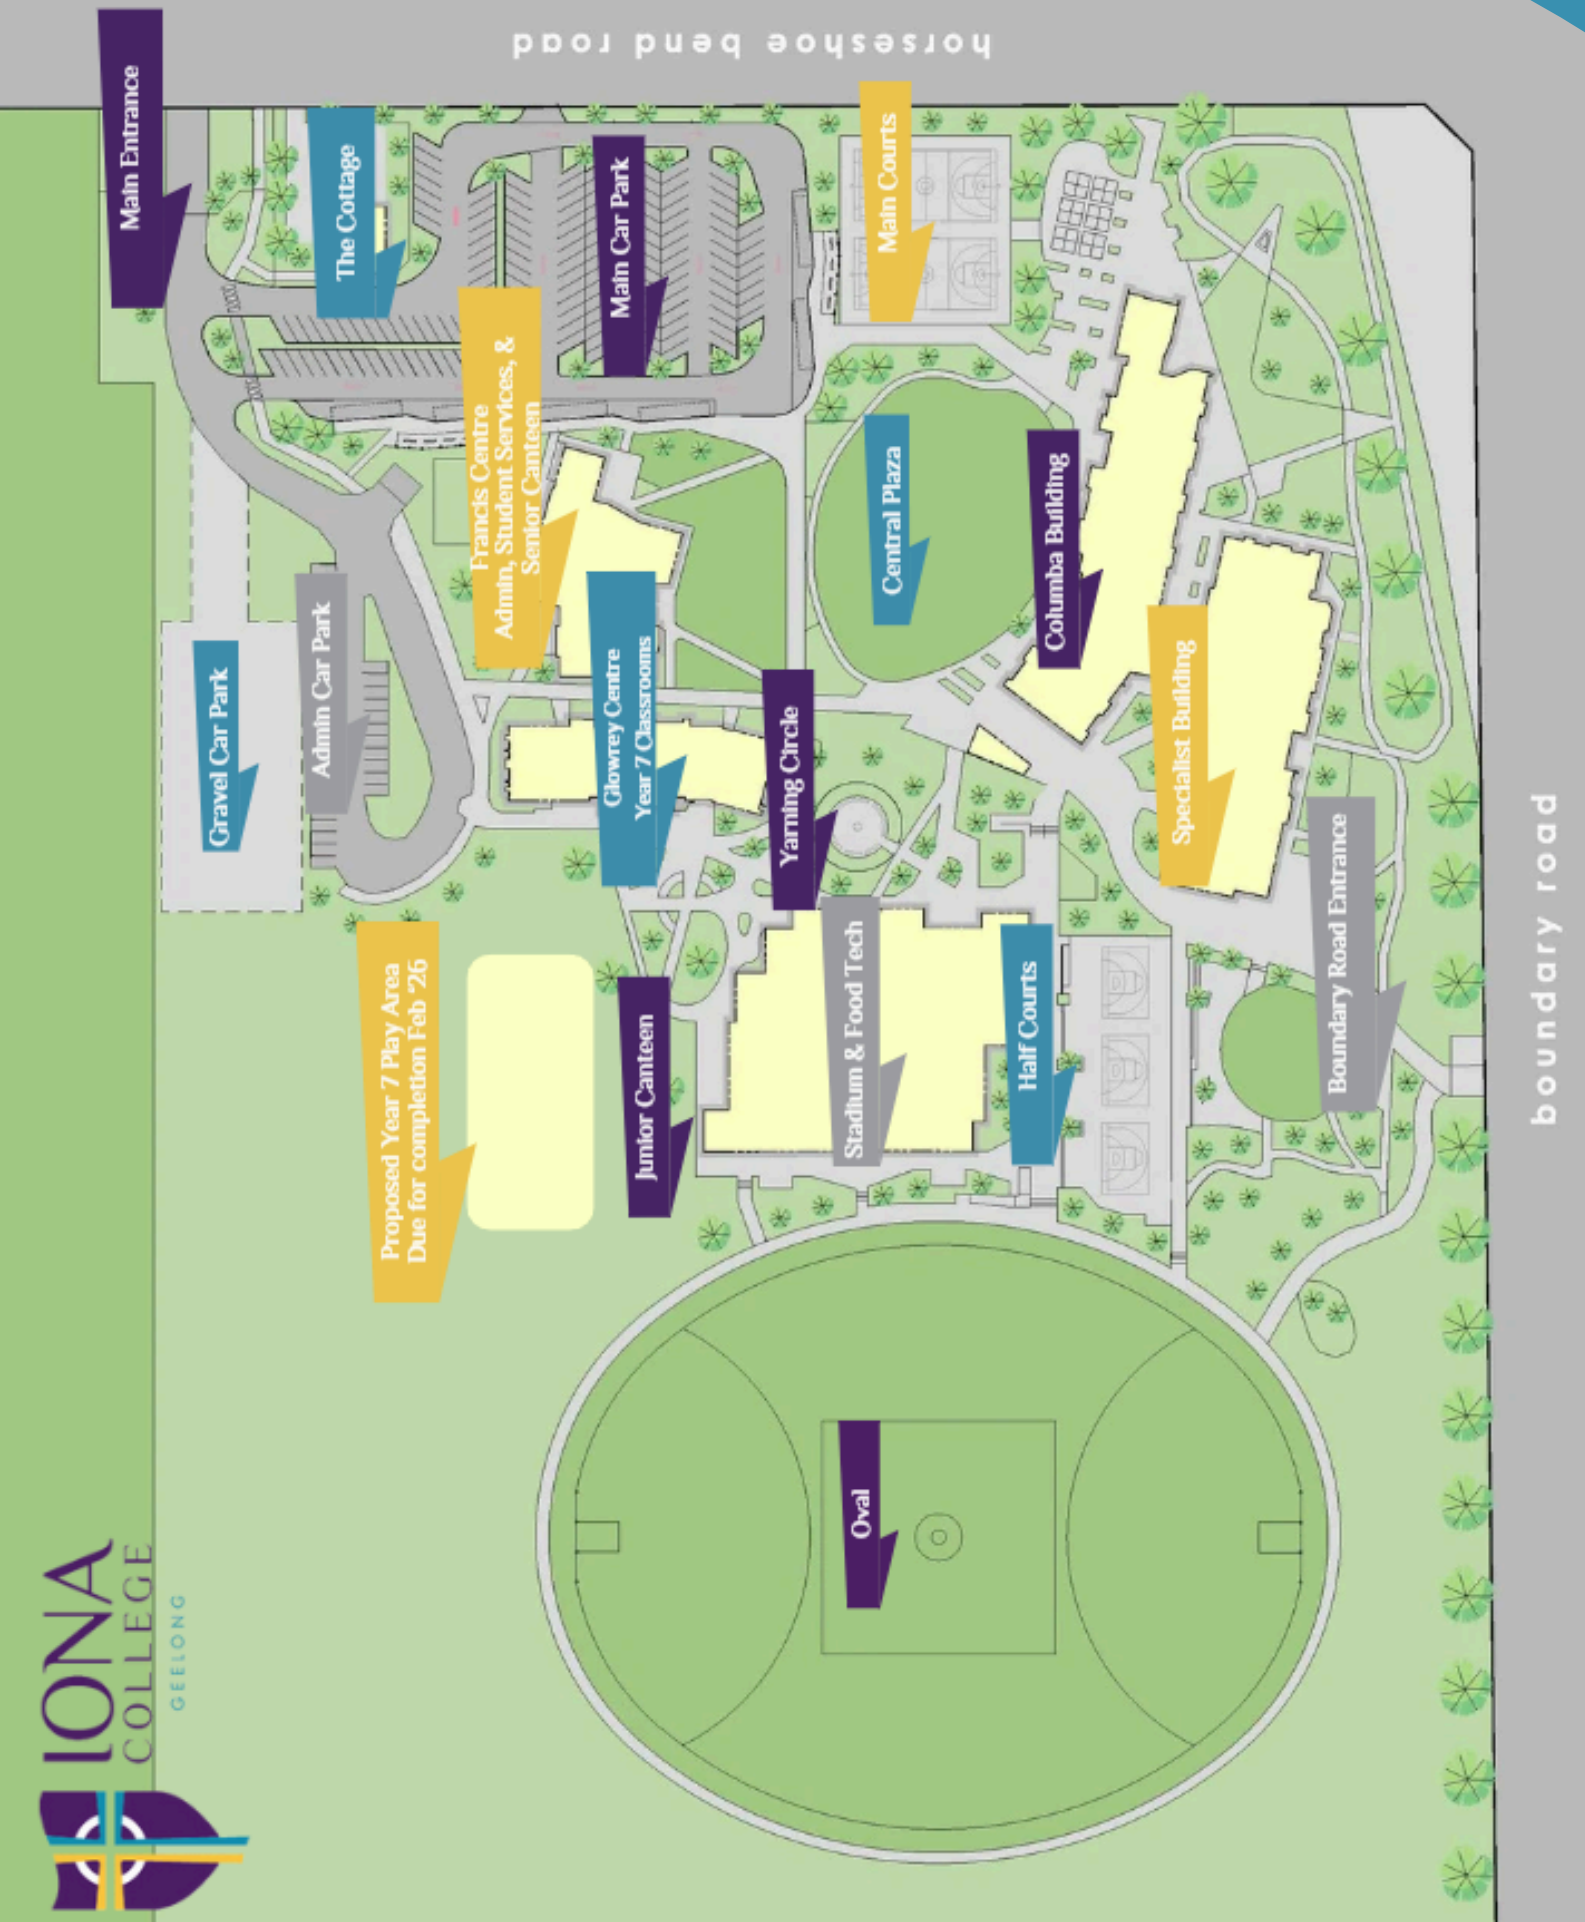 horseshoe bend road
Main Entrance
The Cottage
Main Car Park
Main Courts
Francis Centre
Admin, Student Services, &
Senior Canteen
Central Plaza
Columba Building
Gravel Car Park
Admin Car Park
Glowrey Centre
Year 7 Classrooms
Yarning Circle
Specialist Building
Proposed Year 7 Play Area
Due for completion Feb '26
Junior Canteen
Stadium & Food Tech
Half Courts
Boundary Road Entrance
boundary road
Oval
IONA
COLLEGE
GEELONG